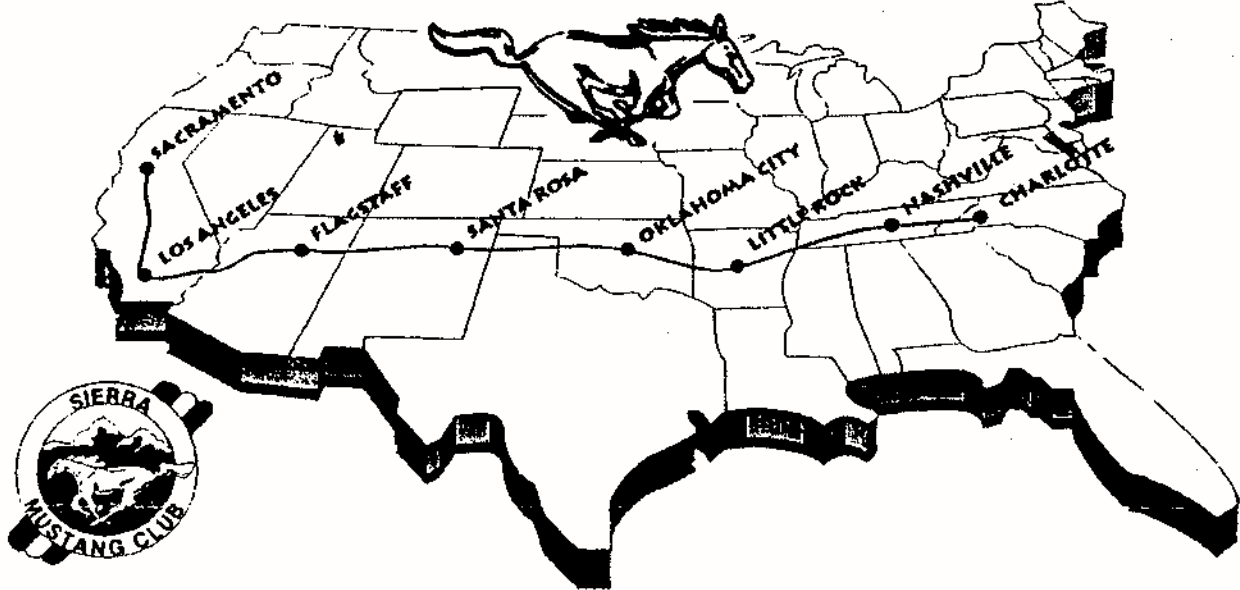 SACRAMENTO
LOS ANGELES
FLAGSTAFF
SANTA ROSA
OKLAHOMA CITY
LITTLE ROCK
NASHVILLE
CHARLOTTE
SIERRA
MUSTANG CLUB